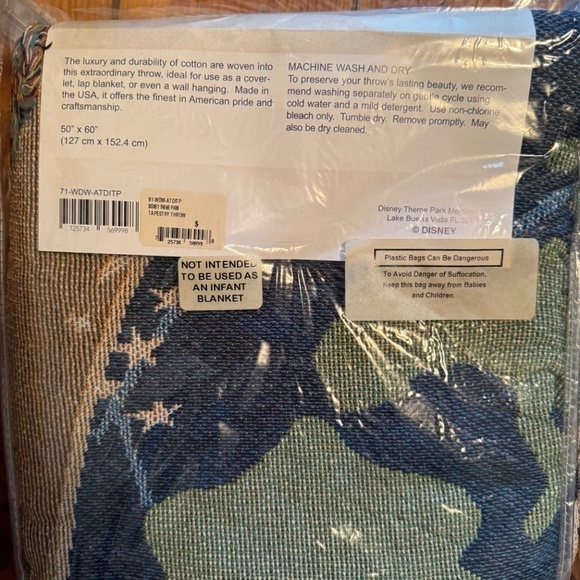 The luxury and durability of cotton are woven into
this extraordinary throw, ideal for use as a cover-
let, lap blanket, or even a wall hanging. Made in
the USA, it offers the finest in American pride and
craftsmanship.
50" x 60"
(127 cm x 152.4 cm)
MACHINE WASH AND DRY
To preserve your throw's lasting beauty, we recom-
mend washing separately on gentle cycle using
cold water and a mild detergent. Use non-chlorine
bleach only. Tumble dry. Remove promptly. May
also be dry cleaned.
71-WDW-ATDITP
725734 569998
81-WDW-ATDITP
DISNEY THEME PARK
TAPESTRY THROW
$
Disney Theme Park
Lake Buena Vista FL
© DISNEY
NOT INTENDED
TO BE USED AS
AN INFANT
BLANKET
Plastic Bags Can Be Dangerous
To Avoid Danger of Suffocation,
Keep this bag away from Babies
and Children.